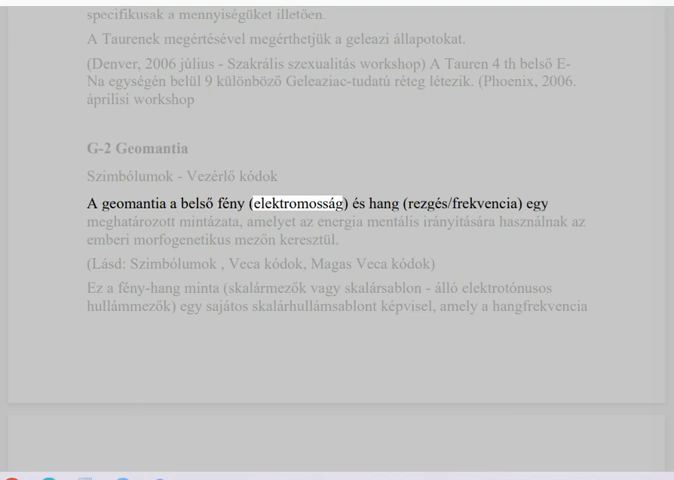 specifikusak a mennyiségüket illetően.
A Taurenek megértésével megérthetjük a geleazi állapotokat.
(Denver, 2006 július - Szakrális szexualitás workshop) A Tauren 4 th belső E-
Na egységén belül 9 különböző Geleaziac-tudatú réteg létezik. (Phoenix, 2006.
áprilisi workshop
G-2 Geomantia
Szimbólumok - Vezérlő kódok
A geomantia a belső fény (elektromosság) és hang (rezgés/frekvencia) egy
meghatározott mintázata, amelyet az energia mentális irányítására használnak az
emberi morfogenetikus mezőn keresztül.
(Lásd: Szimbólumok , Veca kódok, Magas Veca kódok)
Ez a fény-hang minta (skalármezők vagy skalársablon - álló elektrotónusos
hullámmezők) egy sajátos skalárhullámsablont képvisel, amely a hangfrekvencia